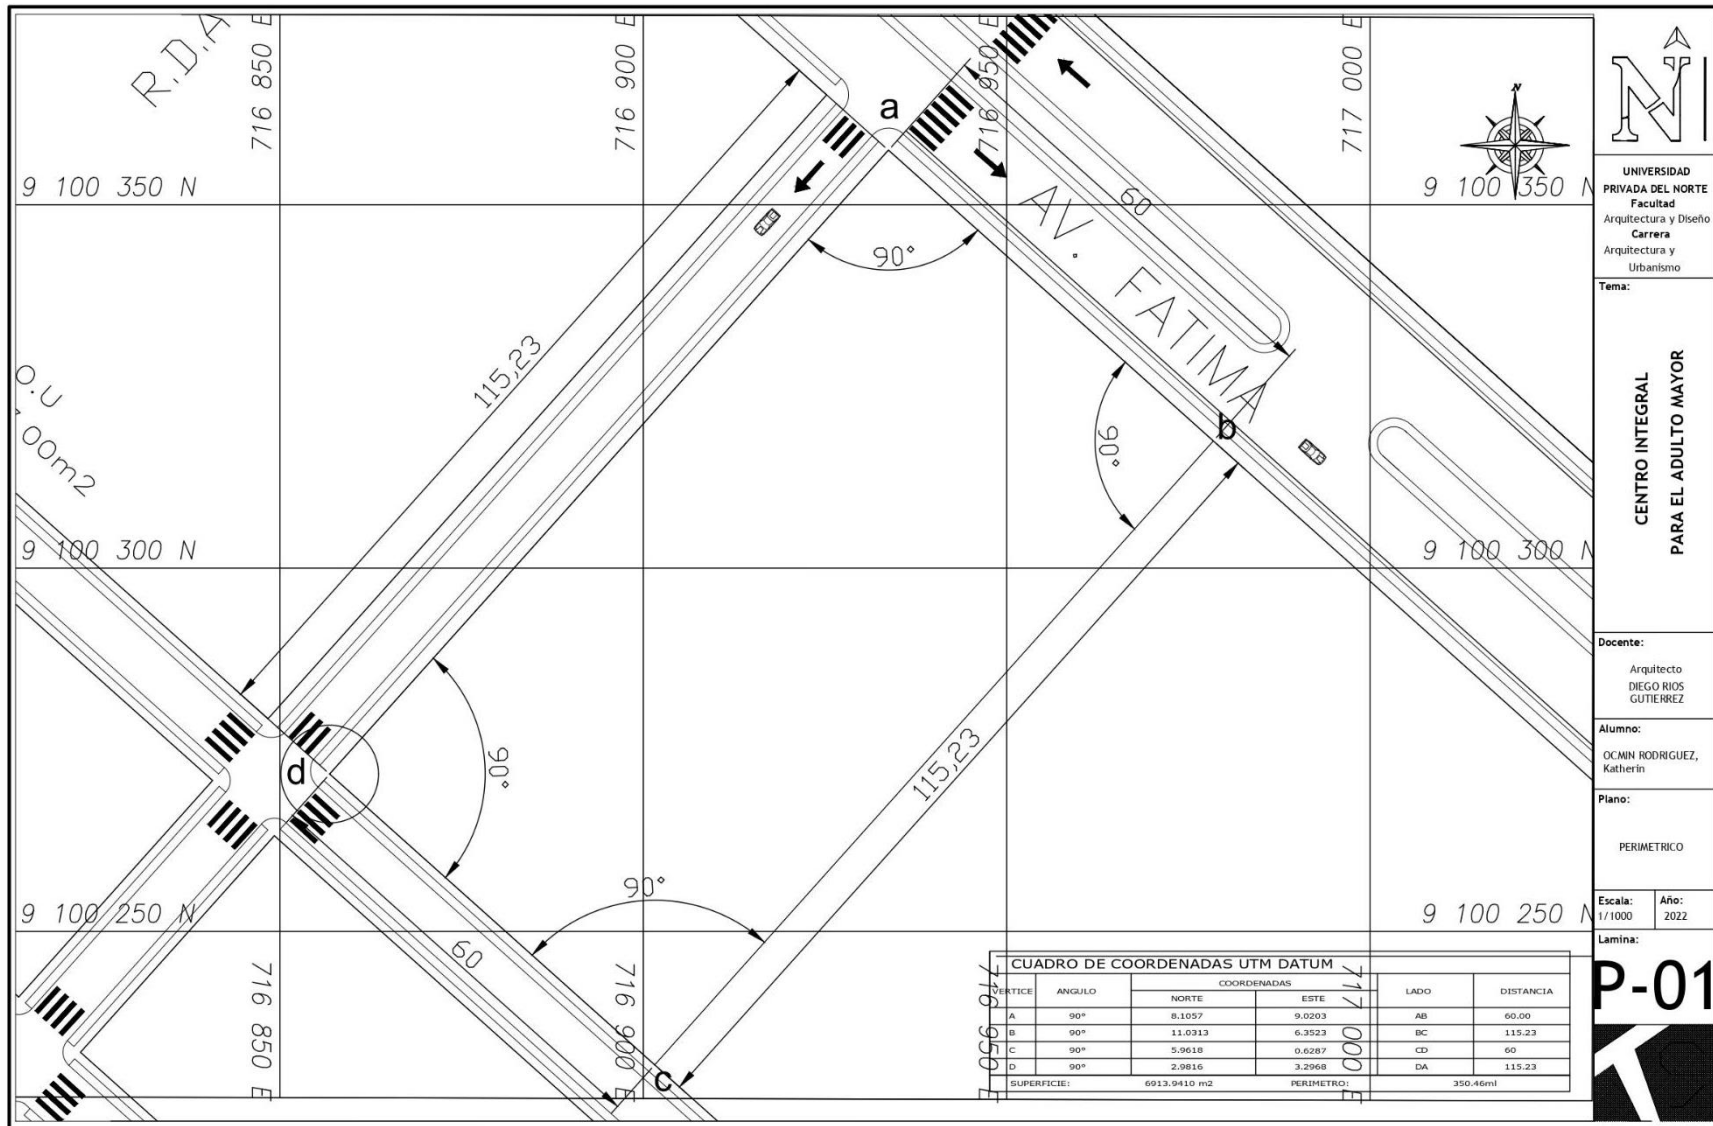 R.D.A
716 850 E
716 900 E
716 950 E
717 000 E
N
a
9 100 350 N
9 100 350 N
60
AV. FATIMA
90°
115,23
O.U
00m2
b
90°
9 100 300 N
9 100 300 N
90°
115,23
d
90°
9 100 250 N
9 100 250 N
60
716 850 E
716 900 E
716 950 E
717 000 E
c
CUADRO DE COORDENADAS UTM DATUM
VERTICE ANGULO COORDENADAS LADO DISTANCIA
NORTE ESTE
A 90° 8.1057 9.0203 AB 60.00
B 90° 11.0313 6.3523 BC 115.23
C 90° 5.9618 0.6287 CD 60
D 90° 2.9816 3.2968 DA 115.23
SUPERFICIE: 6913.9410 m2 PERIMETRO: 350.46ml
N
UNIVERSIDAD
PRIVADA DEL NORTE
Facultad
Arquitectura y Diseño
Carrera
Arquitectura y
Urbanismo
Tema:
CENTRO INTEGRAL
PARA EL ADULTO MAYOR
Docente:
Arquitecto
DIEGO RIOS
GUTIERREZ
Alumno:
OCMIN RODRIGUEZ,
Katherin
Plano:
PERIMETRICO
Escala:
1/1000
Año:
2022
Lamina:
P-01